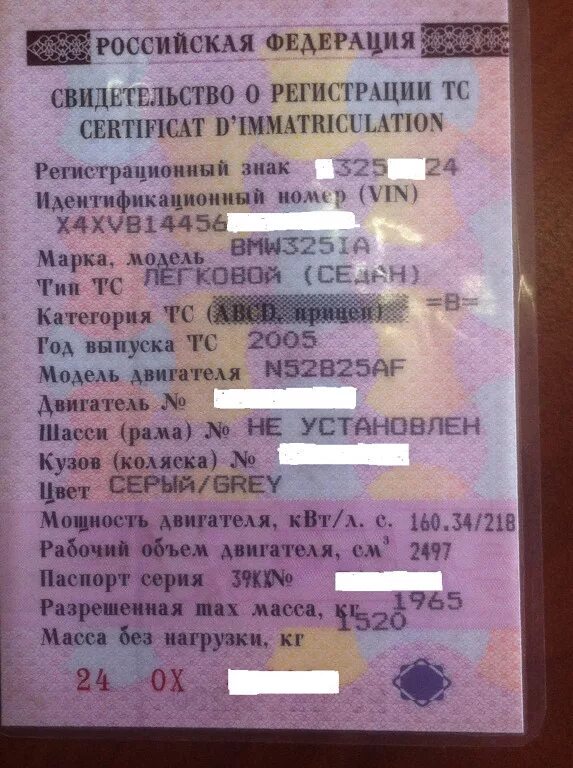 РОССИЙСКАЯ ФЕДЕРАЦИЯ
СВИДЕТЕЛЬСТВО О РЕГИСТРАЦИИ ТС
CERTIFICAT D'IMMATRICULATION
Регистрационный знак 325 24
Идентификационный номер (VIN)
X4XVB14456
Марка, модель BMW325IA
Тип ТС ЛЕГКОВОЙ (СЕДАН)
Категория ТС (ABCD, прицеп) =B=
Год выпуска ТС 2005
Модель двигателя N52B25AF
Двигатель №
Шасси (рама) № НЕ УСТАНОВЛЕН
Кузов (коляска) №
Цвет СЕРЫЙ/GREY
Мощность двигателя, кВт/л. с. 160.34/218
Рабочий объем двигателя, см³ 2497
Паспорт серия 39КХ№
Разрешенная max масса, кг 1965
Масса без нагрузки, кг 1520
24 ОХ